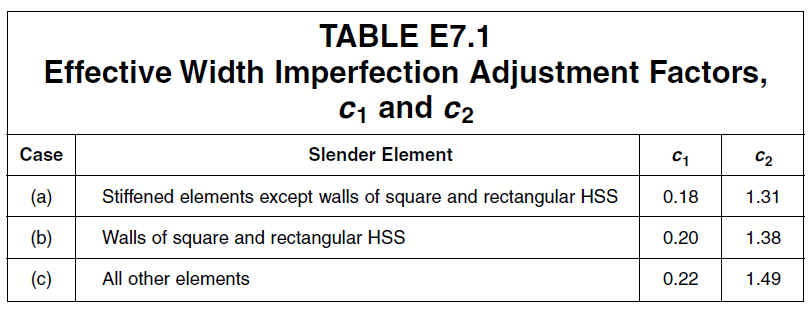 TABLE E7.1
Effective Width Imperfection Adjustment Factors,
c1 and c2
Case Slender Element c1 c2
(a) Stiffened elements except walls of square and rectangular HSS 0.18 1.31
(b) Walls of square and rectangular HSS 0.20 1.38
(c) All other elements 0.22 1.49